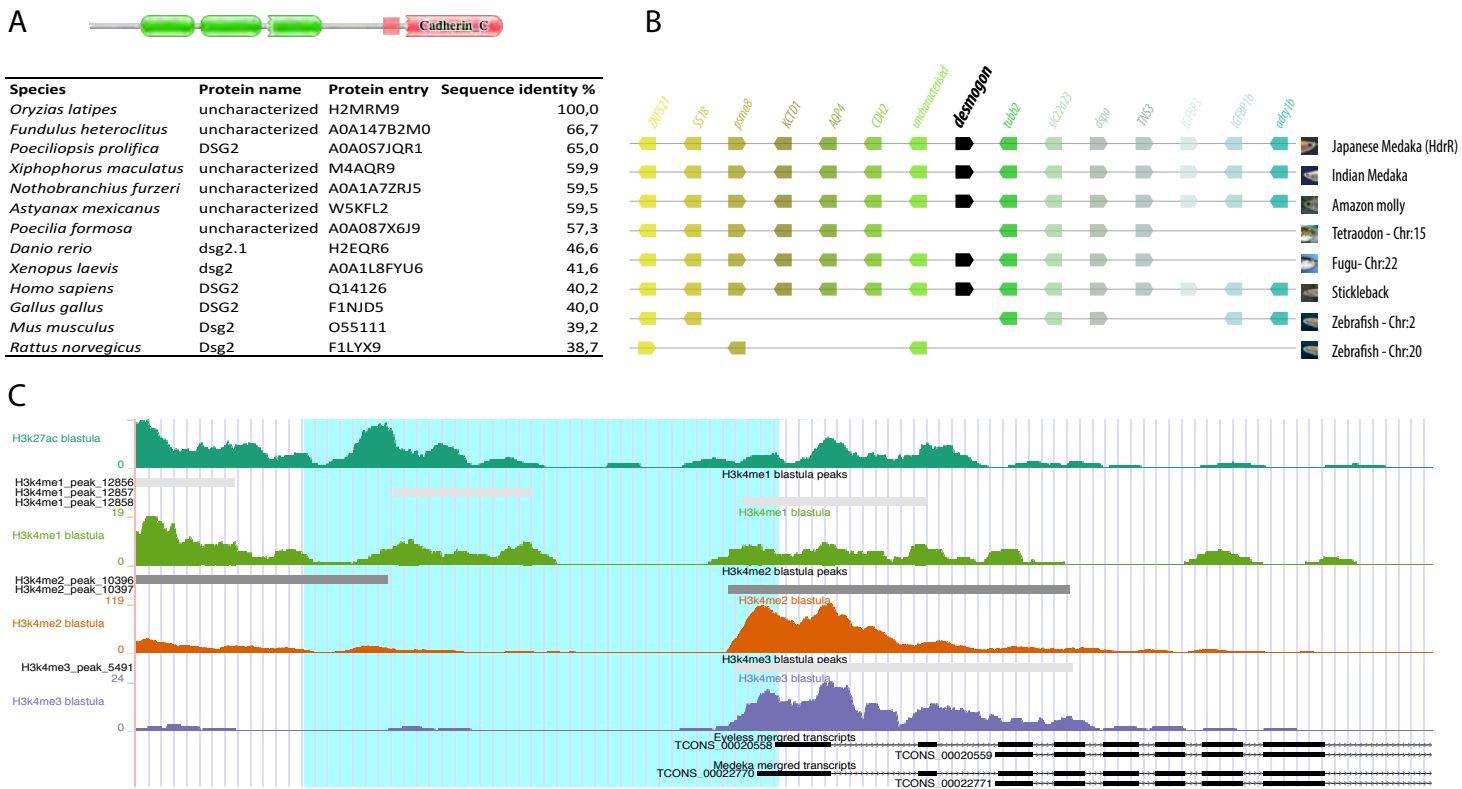 A
Cadherin_C
Species Protein name Protein entry Sequence identity %
Oryzias latipes uncharacterized H2MRM9 100,0
Fundulus heteroclitus uncharacterized A0A147B2M0 66,7
Poeciliopsis prolifica DSG2 A0A0S7JQR1 65,0
Xiphophorus maculatus uncharacterized M4AQR9 59,9
Nothobranchius furzeri uncharacterized A0A1A7ZRJ5 59,5
Astyanax mexicanus uncharacterized W5KFL2 59,5
Poecilia formosa uncharacterized A0A087X6J9 57,3
Danio rerio dsg2.1 H2EQR6 46,6
Xenopus laevis dsg2 A0A1L8FYU6 41,6
Homo sapiens DSG2 Q14126 40,2
Gallus gallus DSG2 F1NJD5 40,0
Mus musculus Dsg2 O55111 39,2
Rattus norvegicus Dsg2 F1LYX9 38,7
B
ZNF521 SS18 psma8 KCTD1 AQP4 CDH2 uncharacterised desmogon tubb2 slc22a23 dspa TNS3 IGFBP3 IGFBP1b adcy1b
Japanese Medaka (HdrR)
Indian Medaka
Amazon molly
Tetraodon - Chr:15
Fugu- Chr:22
Stickleback
Zebrafish - Chr:2
Zebrafish - Chr:20
C
H3k27ac blastula
0
H3k4me1 blastula peaks
H3k4me1_peak_12856
H3k4me1_peak_12857
H3k4me1_peak_12858
H3k4me1 blastula
19
H3k4me1 blastula
0
H3k4me2 blastula peaks
H3k4me2_peak_10396
H3k4me2_peak_10397
H3k4me2 blastula
119
H3k4me2 blastula
0
H3k4me3 blastula peaks
H3k4me3_peak_5491
H3k4me3 blastula
24
H3k4me3 blastula
0
Eyeless mergred transcripts
TCONS_00020558
TCONS_00020559
Medeka mergred transcripts
TCONS_00022770
TCONS_00022771